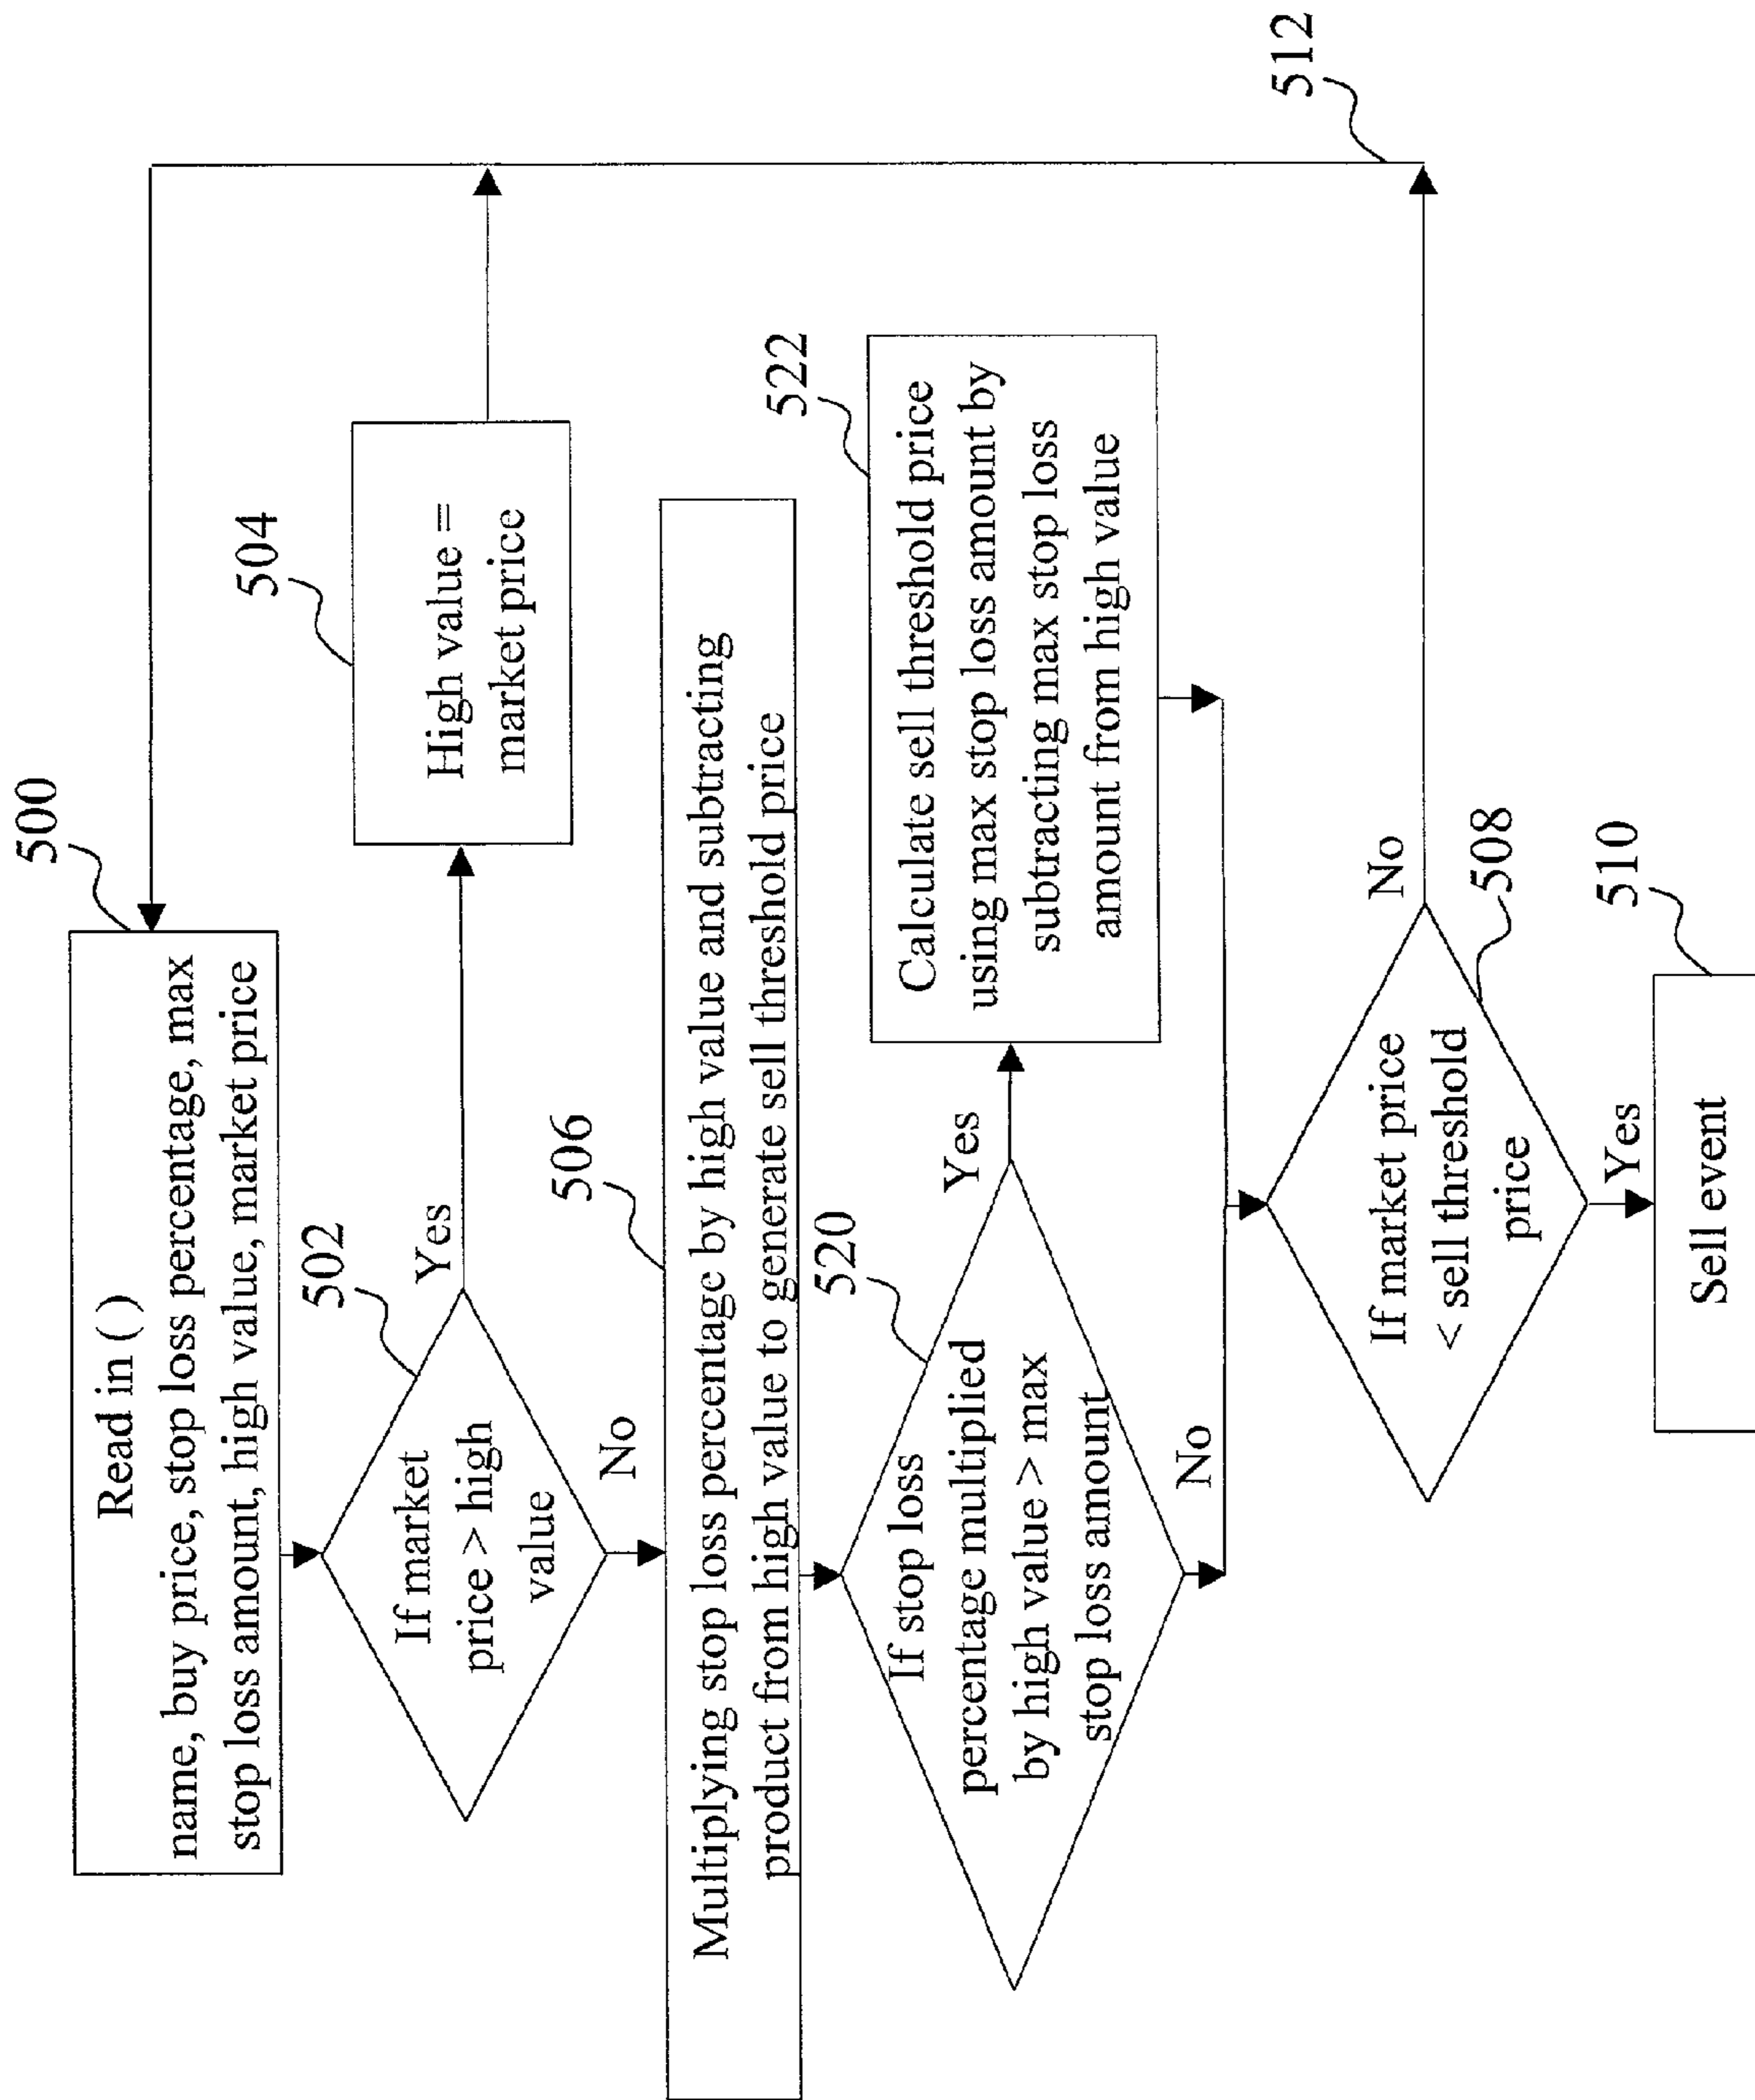 500
Read in ( )
name, buy price, stop loss percentage, max
stop loss amount, high value, market price
502
If market
price > high
value
Yes
No
504
High value =
market price
506
Multiplying stop loss percentage by high value and subtracting
product from high value to generate sell threshold price
520
If stop loss
percentage multiplied
by high value > max
stop loss amount
Yes
No
522
Calculate sell threshold price
using max stop loss amount by
subtracting max stop loss
amount from high value
512
If market price
< sell threshold
price
No
508
Yes
510
Sell event